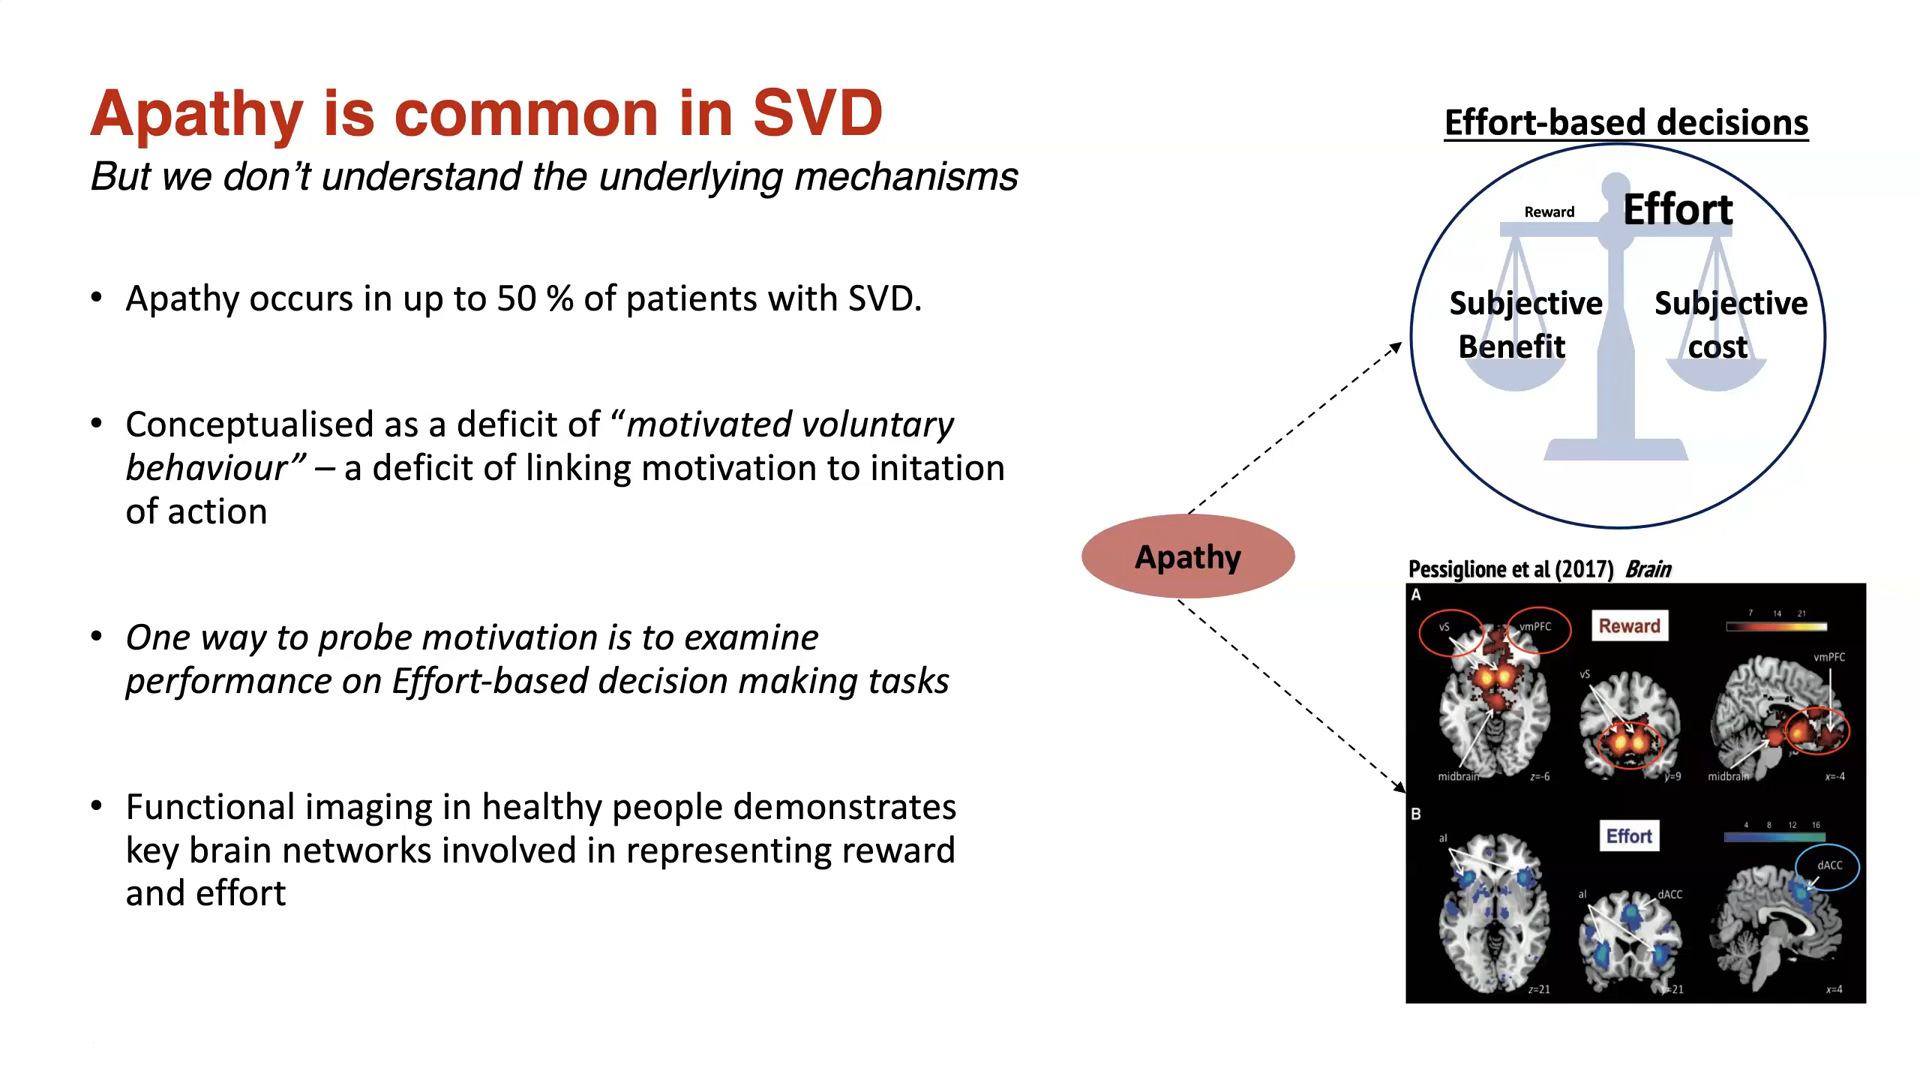 Apathy is common in SVD
But we don’t understand the underlying mechanisms
• Apathy occurs in up to 50 % of patients with SVD.
• Conceptualised as a deficit of “motivated voluntary
behaviour” – a deficit of linking motivation to initation
of action
• One way to probe motivation is to examine
performance on Effort-based decision making tasks
• Functional imaging in healthy people demonstrates
key brain networks involved in representing reward
and effort
Apathy
Effort-based decisions
Reward Effort
Subjective Benefit
Subjective cost
Pessiglione et al (2017) Brain
A
vS vmPFC
Reward
7 14 21
vmPFC
vS
midbrain z=-6
y=9
midbrain x=-4
B
Effort
4 8 12 16
aI
dACC
aI dACC
z=21
y=21
x=4